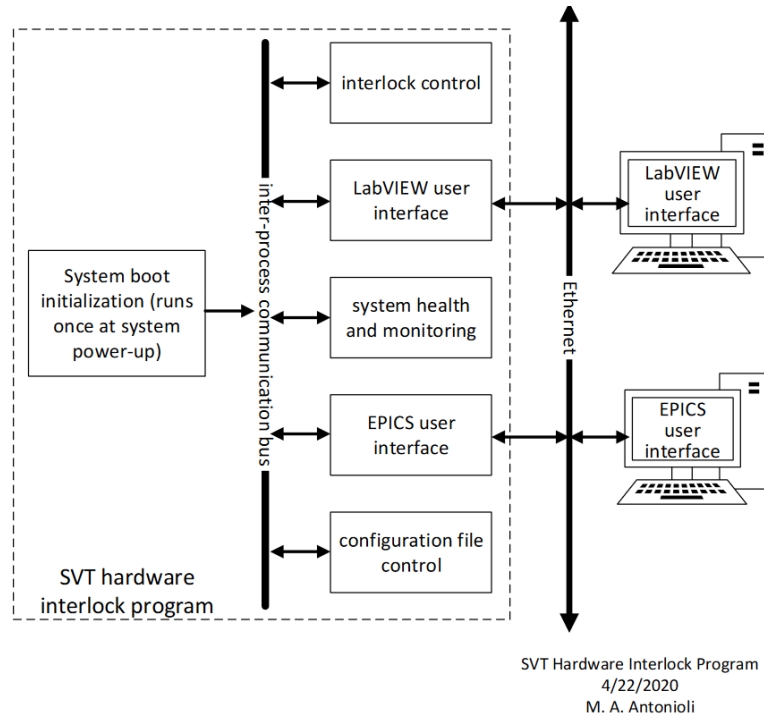 interlock control
LabVIEW user
interface
System boot
initialization (runs
once at system
power-up)
inter-process communication bus
system health
and monitoring
EPICS user
interface
configuration file
control
SVT hardware
interlock program
Ethernet
LabVIEW
user
interface
EPICS
user
interface
SVT Hardware Interlock Program
4/22/2020
M. A. Antonioli